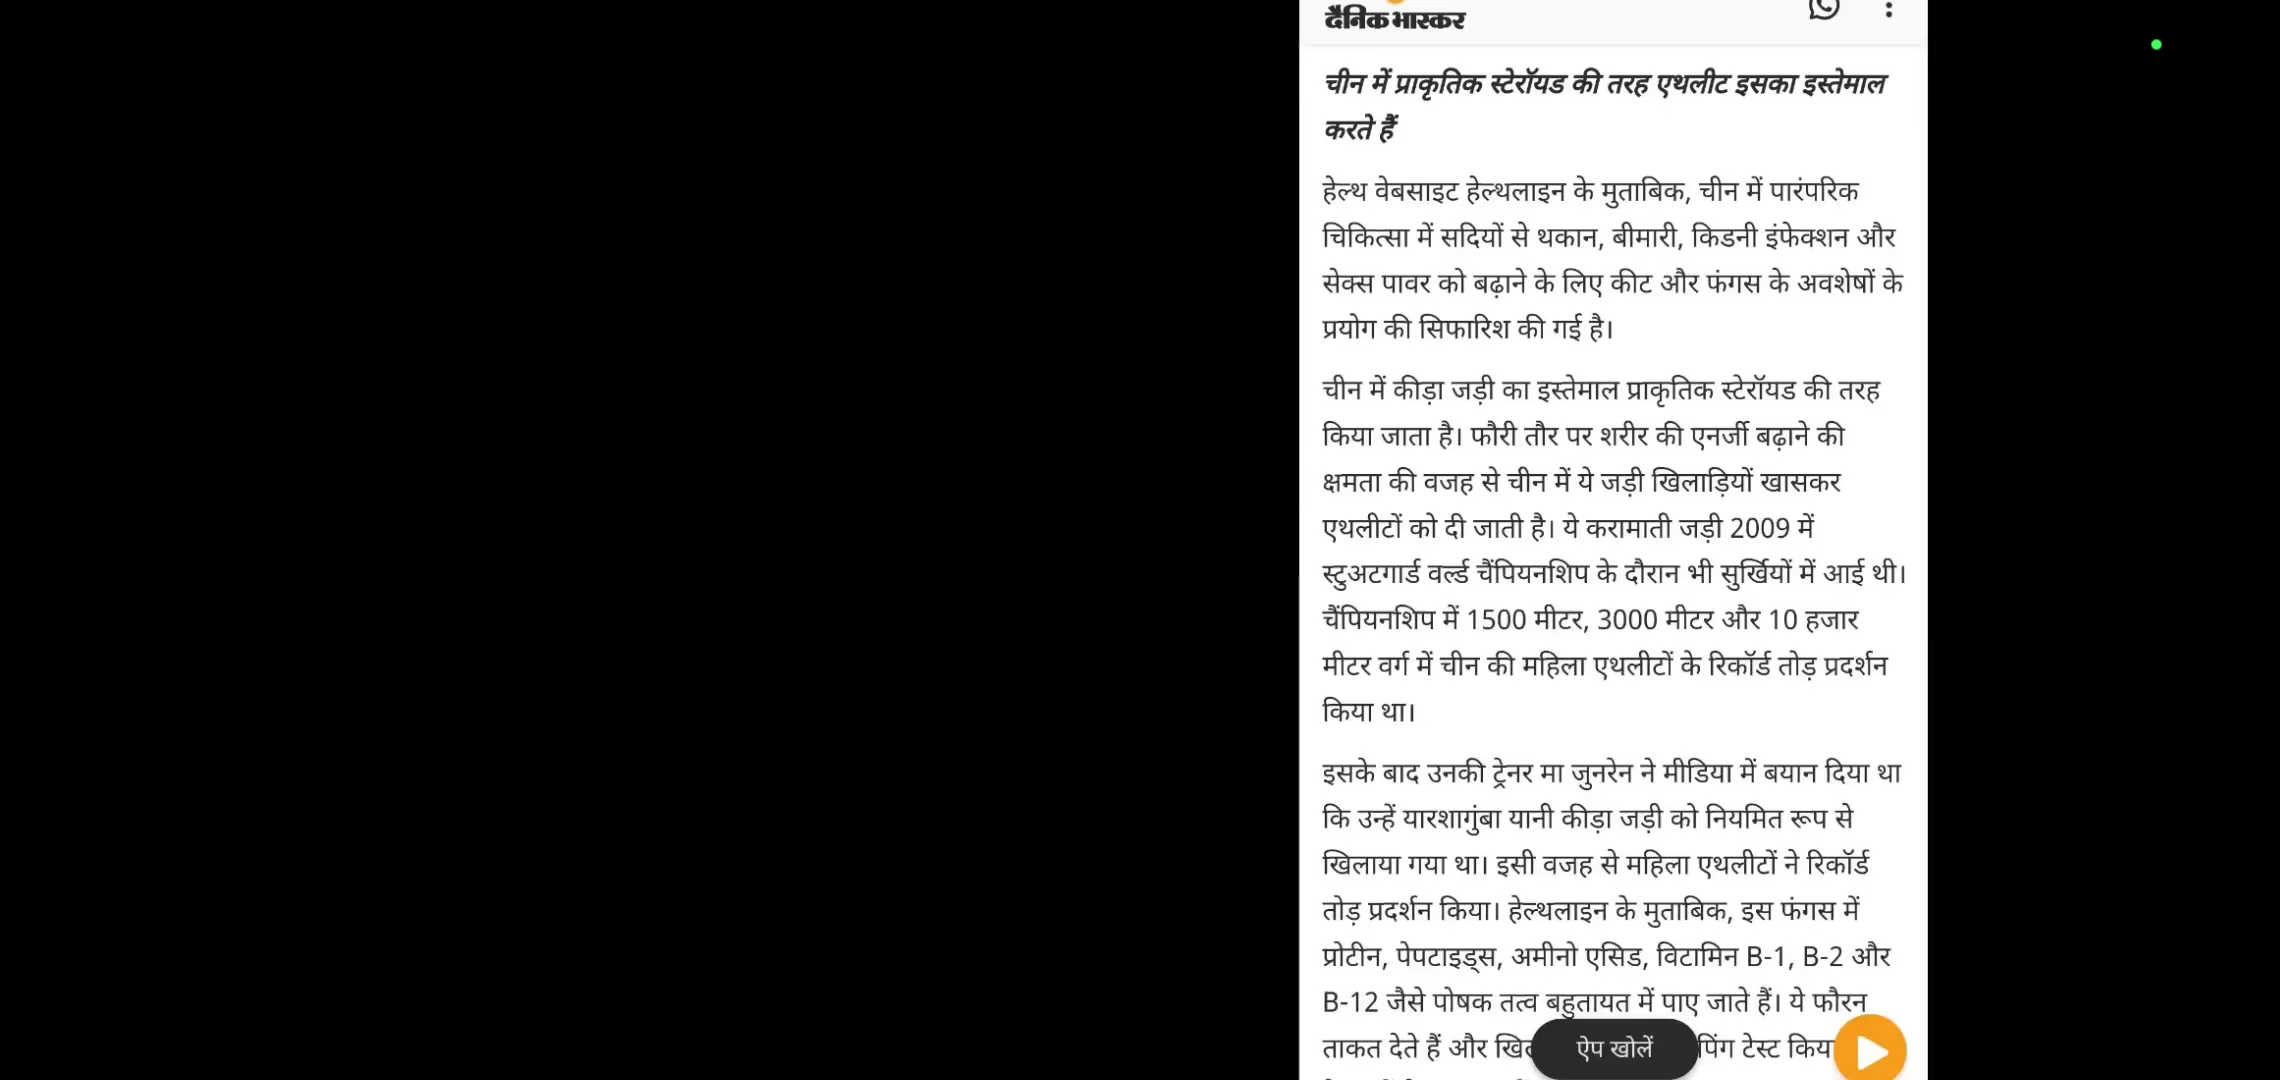 दैनिक भास्कर
चीन में प्राकृतिक स्टेरॉयड की तरह एथलीट इसका इस्तेमाल
करते हैं
हेल्थ वेबसाइट हेल्थलाइन के मुताबिक, चीन में पारंपरिक
चिकित्सा में सदियों से थकान, बीमारी, किडनी इंफेक्शन और
सेक्स पावर को बढ़ाने के लिए कीट और फंगस के अवशेषों के
प्रयोग की सिफारिश की गई है।
चीन में कीड़ा जड़ी का इस्तेमाल प्राकृतिक स्टेरॉयड की तरह
किया जाता है। फौरी तौर पर शरीर की एनर्जी बढ़ाने की
क्षमता की वजह से चीन में ये जड़ी खिलाड़ियों खासकर
एथलीटों को दी जाती है। ये करामाती जड़ी 2009 में
स्टुअटगार्ड वर्ल्ड चैंपियनशिप के दौरान भी सुर्खियों में आई थी।
चैंपियनशिप में 1500 मीटर, 3000 मीटर और 10 हजार
मीटर वर्ग में चीन की महिला एथलीटों के रिकॉर्ड तोड़ प्रदर्शन
किया था।
इसके बाद उनकी ट्रेनर मा जुनरेन ने मीडिया में बयान दिया था
कि उन्हें यारशागुंबा यानी कीड़ा जड़ी को नियमित रूप से
खिलाया गया था। इसी वजह से महिला एथलीटों ने रिकॉर्ड
तोड़ प्रदर्शन किया। हेल्थलाइन के मुताबिक, इस फंगस में
प्रोटीन, पेपटाइड्स, अमीनो एसिड, विटामिन B-1, B-2 और
B-12 जैसे पोषक तत्व बहुतायत में पाए जाते हैं। ये फौरन
ताकत देते हैं और ऐप खोलें पिंग टेस्ट